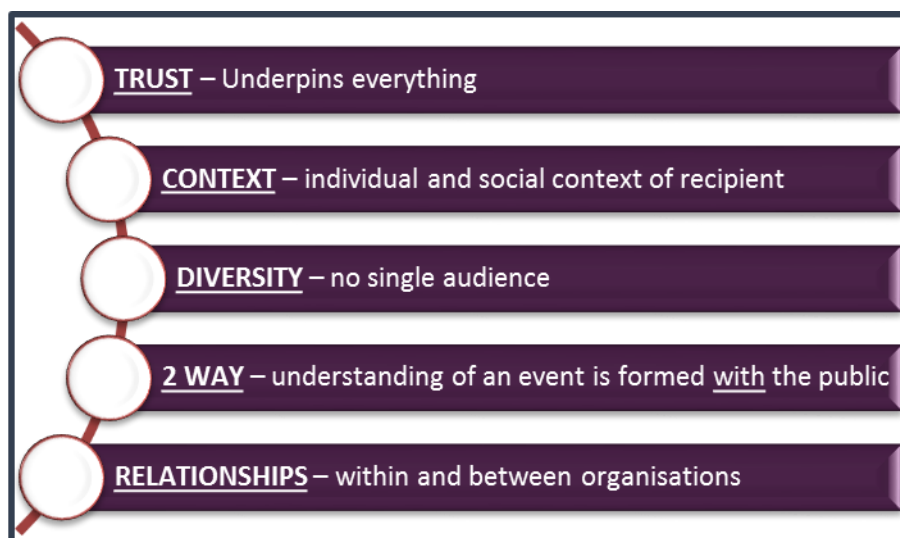 TRUST – Underpins everything
CONTEXT – individual and social context of recipient
DIVERSITY – no single audience
2 WAY – understanding of an event is formed with the public
RELATIONSHIPS – within and between organisations